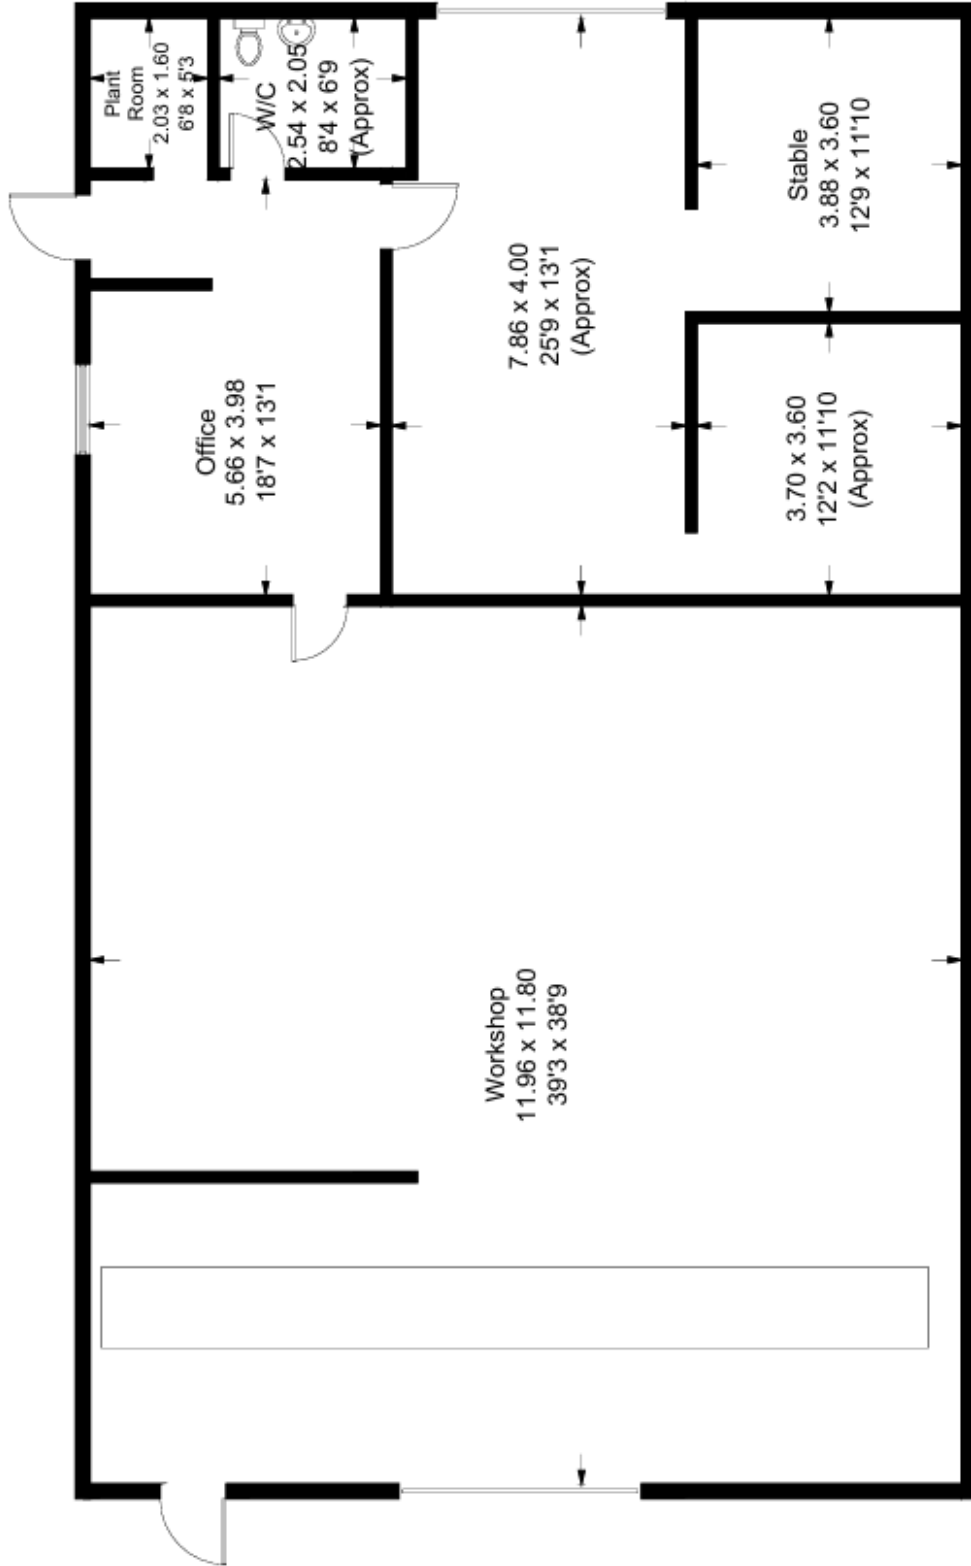 Plant
Room
2.03 x 1.60
6'8 x 5'3
W/C
2.54 x 2.05
8'4 x 6'9
(Approx)
Stable
3.88 x 3.60
12'9 x 11'10
7.86 x 4.00
25'9 x 13'1
(Approx)
Office
5.66 x 3.98
18'7 x 13'1
3.70 x 3.60
12'2 x 11'10
(Approx)
Workshop
11.96 x 11.80
39'3 x 38'9